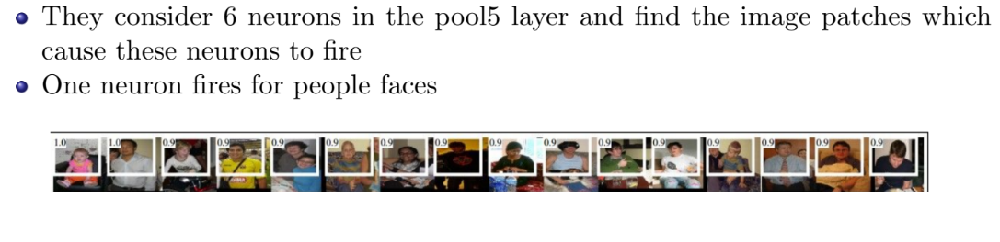 They consider 6 neurons in the pool5 layer and find the image patches which
cause these neurons to fire
One neuron fires for people faces
1.0 1.0 0.9 0.9 0.9 0.9 0.9 0.9 0.9 0.9 0.9 0.9 0.9 0.9 0.9 0.9